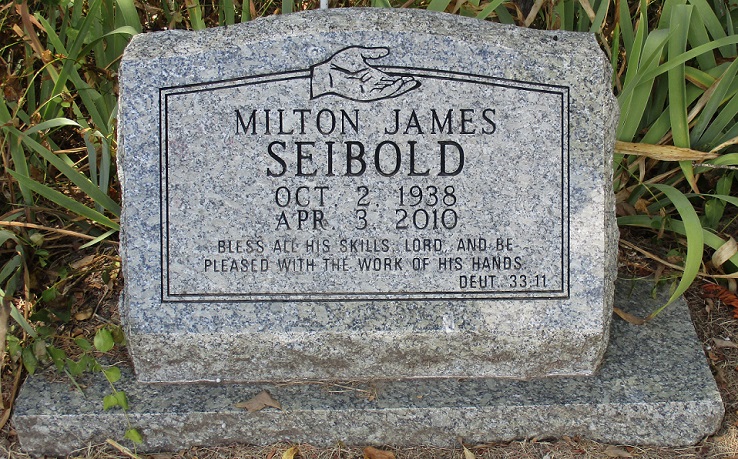 MILTON JAMES
SEIBOLD
OCT. 2, 1938
APR. 3, 2010
BLESS ALL HIS SKILLS, LORD, AND BE
PLEASED WITH THE WORK OF HIS HANDS.
DEUT. 33,11